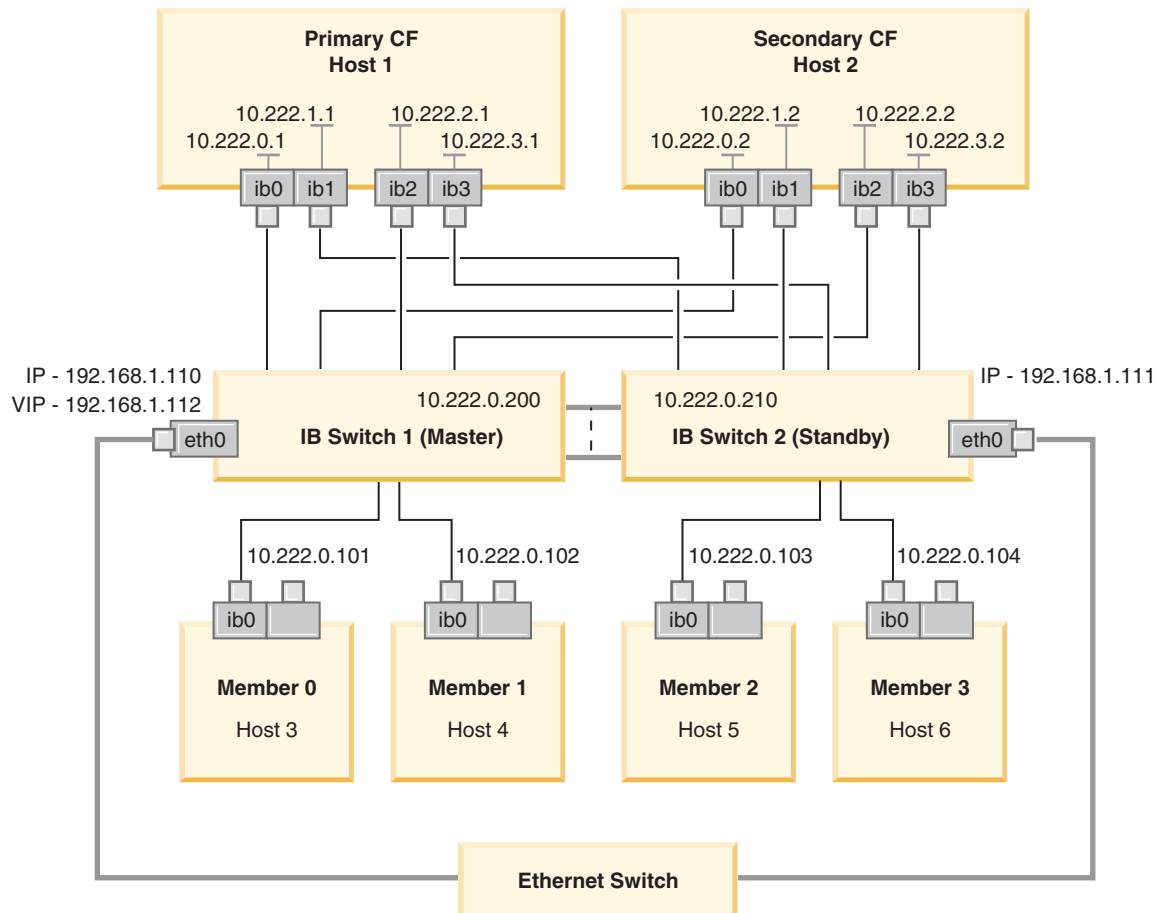 Primary CF
Host 1
Secondary CF
Host 2
10.222.1.1
10.222.2.1
10.222.0.1
10.222.3.1
10.222.1.2
10.222.2.2
10.222.0.2
10.222.3.2
ib0
ib1
ib2
ib3
ib0
ib1
ib2
ib3
IP - 192.168.1.110
VIP - 192.168.1.112
IP - 192.168.1.111
10.222.0.200
10.222.0.210
eth0
IB Switch 1 (Master)
IB Switch 2 (Standby)
eth0
10.222.0.101
10.222.0.102
10.222.0.103
10.222.0.104
ib0
ib0
ib0
ib0
Member 0
Host 3
Member 1
Host 4
Member 2
Host 5
Member 3
Host 6
Ethernet Switch